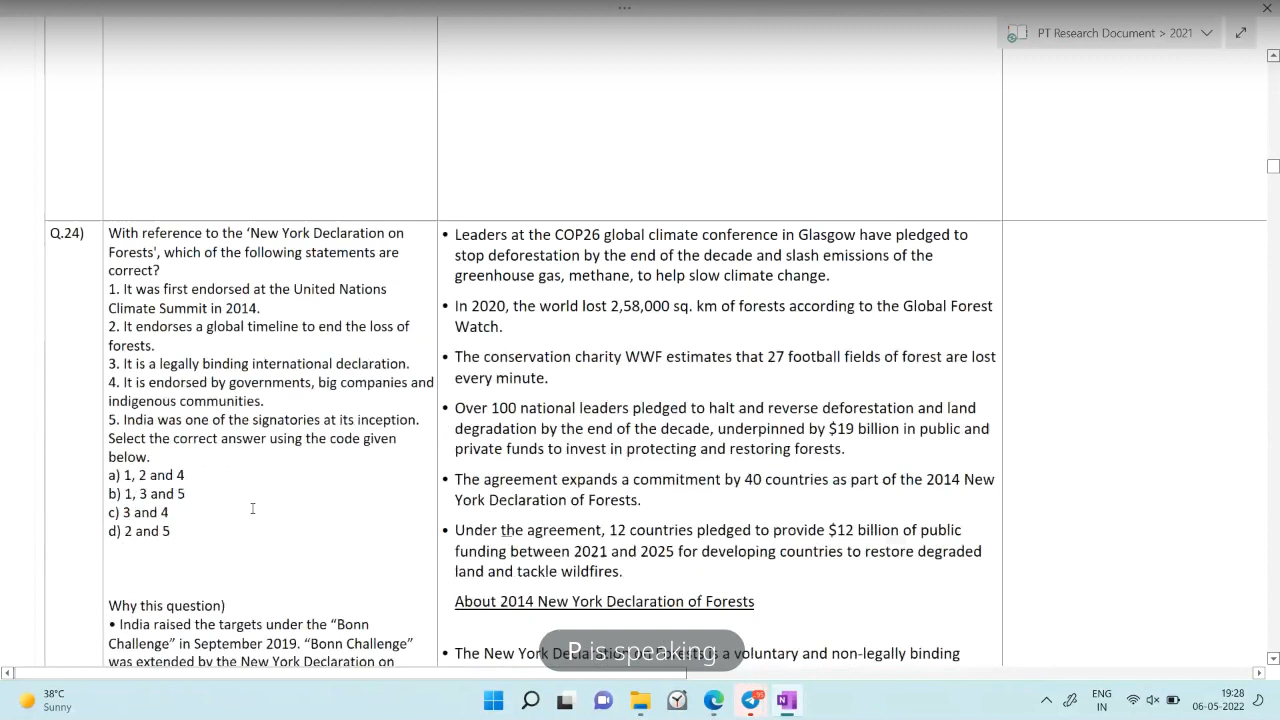 PT Research Document > 2021
Q.24)
With reference to the 'New York Declaration on
Forests', which of the following statements are
correct?
1. It was first endorsed at the United Nations
Climate Summit in 2014.
2. It endorses a global timeline to end the loss of
forests.
3. It is a legally binding international declaration.
4. It is endorsed by governments, big companies and
indigenous communities.
5. India was one of the signatories at its inception.
Select the correct answer using the code given
below.
a) 1, 2 and 4
b) 1, 3 and 5
c) 3 and 4
d) 2 and 5
Why this question)
• India raised the targets under the "Bonn
Challenge" in September 2019. "Bonn Challenge"
was extended by the New York Declaration on
• Leaders at the COP26 global climate conference in Glasgow have pledged to
stop deforestation by the end of the decade and slash emissions of the
greenhouse gas, methane, to help slow climate change.
• In 2020, the world lost 2,58,000 sq. km of forests according to the Global Forest
Watch.
• The conservation charity WWF estimates that 27 football fields of forest are lost
every minute.
• Over 100 national leaders pledged to halt and reverse deforestation and land
degradation by the end of the decade, underpinned by $19 billion in public and
private funds to invest in protecting and restoring forests.
• The agreement expands a commitment by 40 countries as part of the 2014 New
York Declaration of Forests.
• Under the agreement, 12 countries pledged to provide $12 billion of public
funding between 2021 and 2025 for developing countries to restore degraded
land and tackle wildfires.
About 2014 New York Declaration of Forests
• The New York Declaration on Forests is a voluntary and non-legally binding
P is speaking
38°C
Sunny
95
ENG
IN
19:28
06-05-2022